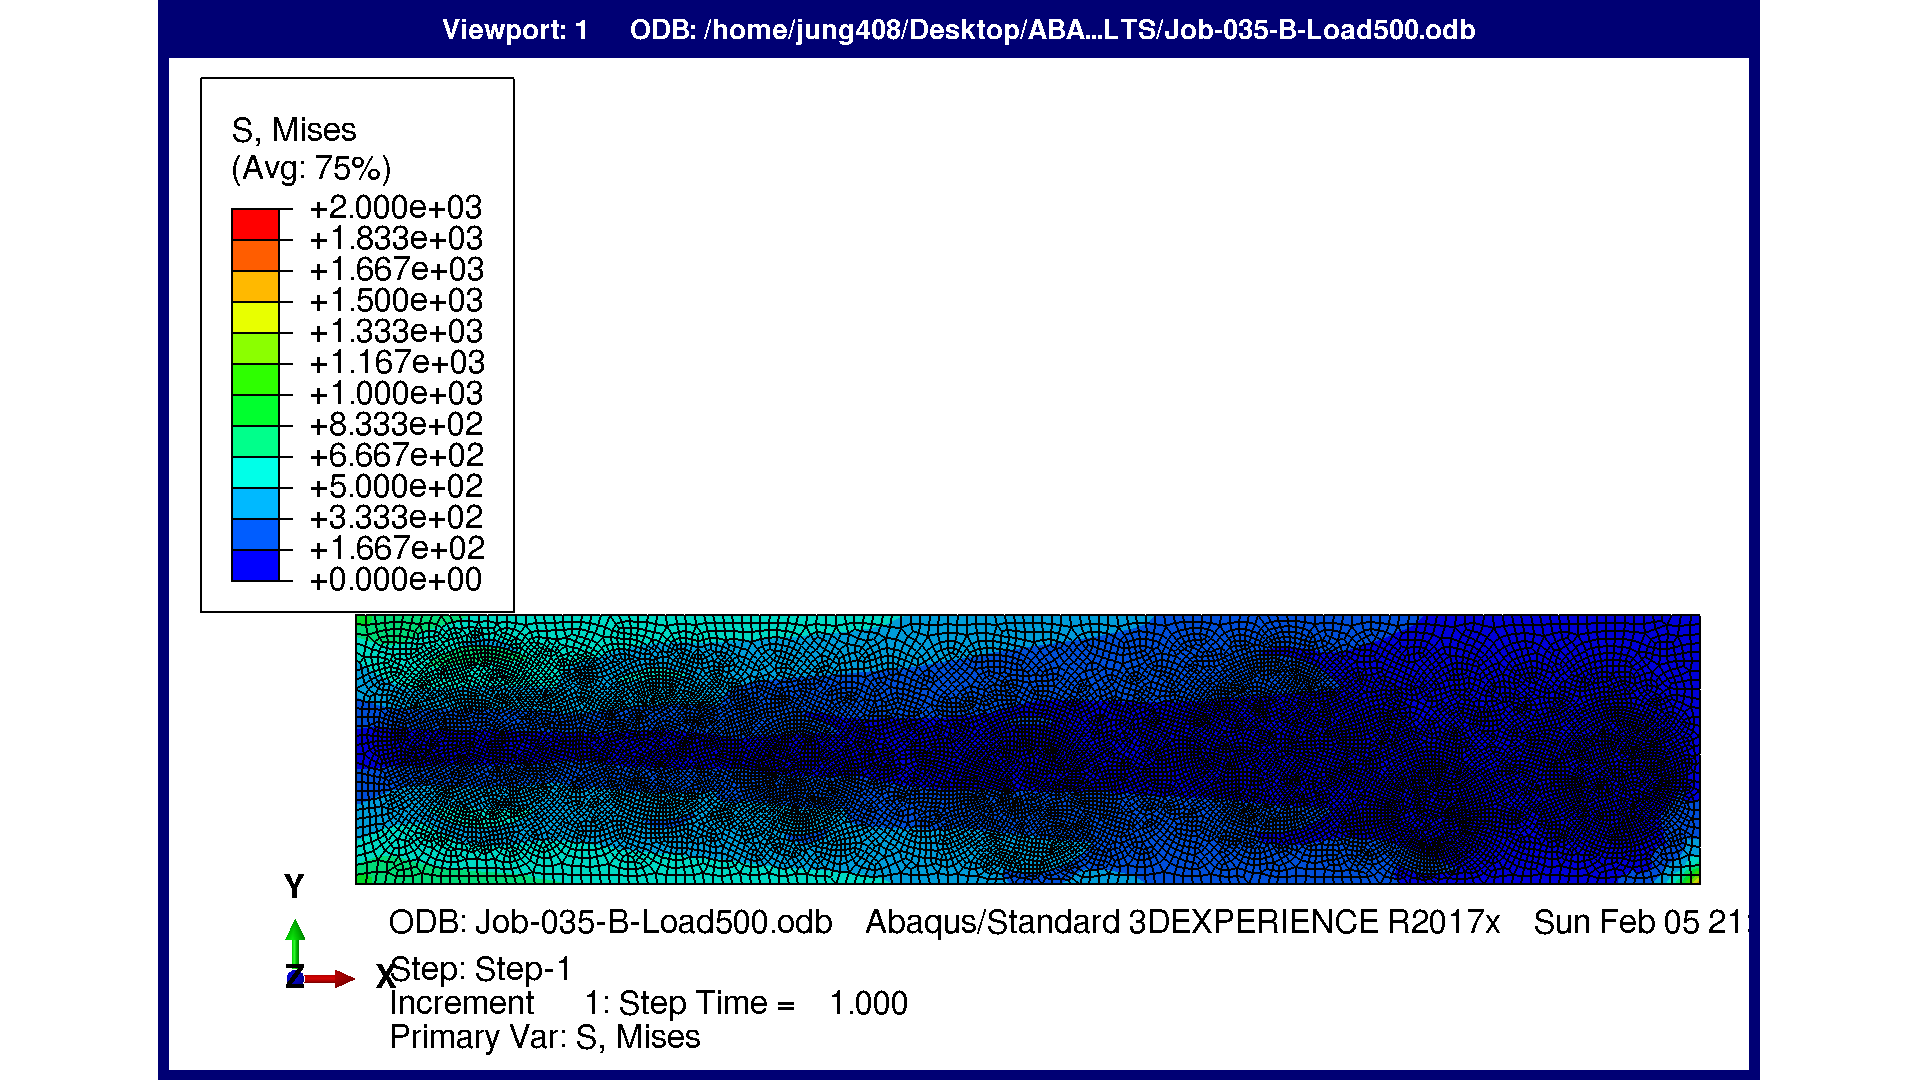 Viewport: 1 ODB: /home/jung408/Desktop/ABA...LTS/Job-035-B-Load500.odb
S, Mises
(Avg: 75%)
+2.000e+03
+1.833e+03
+1.667e+03
+1.500e+03
+1.333e+03
+1.167e+03
+1.000e+03
+8.333e+02
+6.667e+02
+5.000e+02
+3.333e+02
+1.667e+02
+0.000e+00
Y
Z X
ODB: Job-035-B-Load500.odb Abaqus/Standard 3DEXPERIENCE R2017x Sun Feb 05 21:
Step: Step-1
Increment 1: Step Time = 1.000
Primary Var: S, Mises